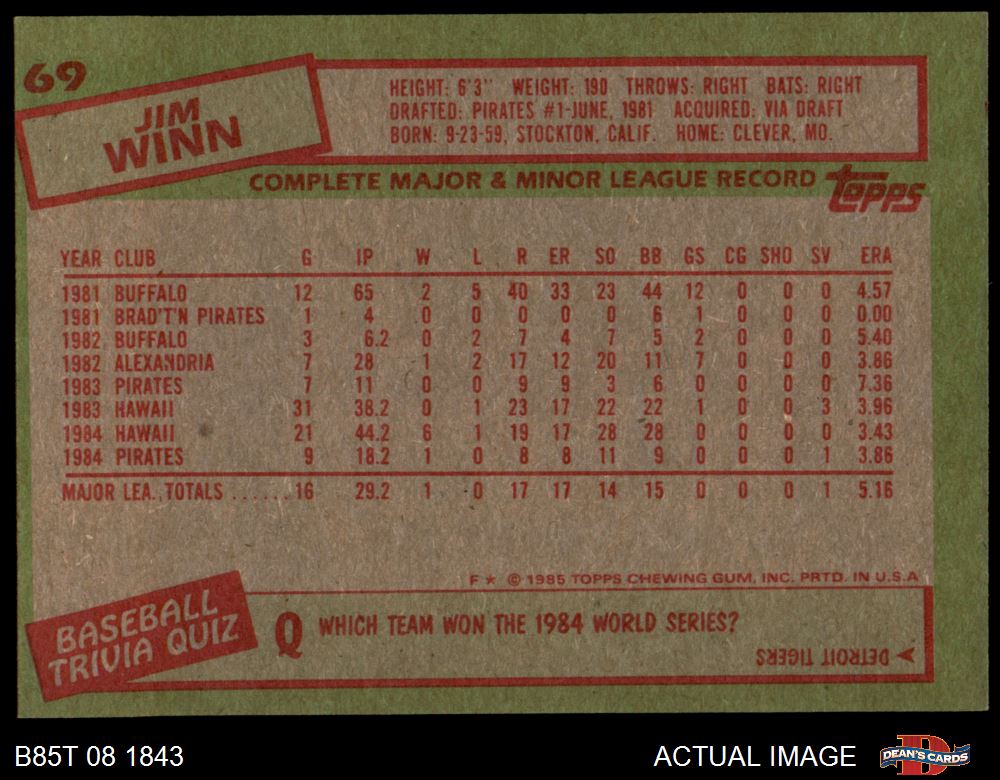 69
JIM
WINN
HEIGHT: 6'3" WEIGHT: 190 THROWS: RIGHT BATS: RIGHT
DRAFTED: PIRATES #1-JUNE, 1981 ACQUIRED: VIA DRAFT
BORN: 9-23-59, STOCKTON, CALIF. HOME: CLEVER, MO.
COMPLETE MAJOR & MINOR LEAGUE RECORD
topps
YEAR CLUB G IP W L R ER SO BB GS CG SHO SV ERA
1981 BUFFALO 12 65 2 5 40 33 23 44 12 0 0 0 4.57
1981 BRAD'T'N PIRATES 1 4 0 0 0 0 0 6 1 0 0 0 0.00
1982 BUFFALO 3 6.2 0 2 7 4 7 5 2 0 0 0 5.40
1982 ALEXANDRIA 7 28 1 2 17 12 20 11 7 0 0 0 3.86
1983 PIRATES 7 11 0 0 9 9 3 6 0 0 0 0 7.36
1983 HAWAII 31 38.2 0 1 23 17 22 22 1 0 0 3 3.96
1984 HAWAII 21 44.2 6 1 19 17 28 28 0 0 0 0 3.43
1984 PIRATES 9 18.2 1 0 8 8 11 9 0 0 0 1 3.86
MAJOR LEA. TOTALS ......16 29.2 1 0 17 17 14 15 0 0 0 1 5.16
F* © 1985 TOPPS CHEWING GUM, INC. PRTD. IN U.S.A
BASEBALL
TRIVIA QUIZ
Q WHICH TEAM WON THE 1984 WORLD SERIES?
DETROIT TIGERS
B85T 08 1843
ACTUAL IMAGE
D
DEAN'S CARDS